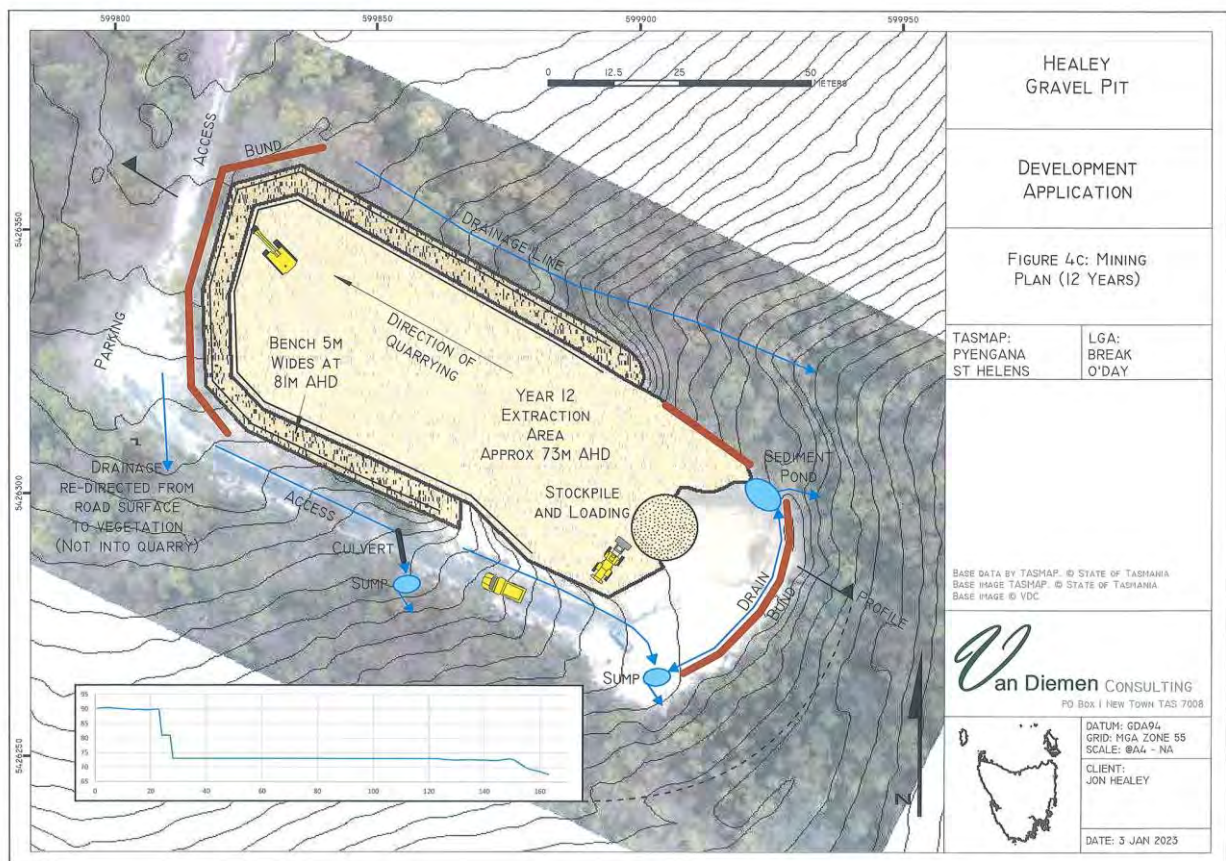 599800
599850
599900
599950
5426350
5426300
5426250
0
12.5
25
50
METERS
ACCESS
BUND
DRAINAGE LINE
PARKING
DIRECTION OF
QUARRYING
BENCH 5M
WIDES AT
81M AHD
YEAR 12
EXTRACTION
AREA
APPROX 73M AHD
SEDIMENT
POND
STOCKPILE
AND LOADING
DRAINAGE
RE-DIRECTED FROM
ROAD SURFACE
TO VEGETATION
(NOT INTO QUARRY)
ACCESS
CULVERT
SUMP
DRAIN
BUND
PROFILE
SUMP
95
90
85
80
75
70
65
0
20
40
60
80
100
120
140
160
N
HEALEY
GRAVEL PIT
DEVELOPMENT
APPLICATION
FIGURE 4C: MINING
PLAN (12 YEARS)
TASMAP:
PYENGANA
ST HELENS
LGA:
BREAK
O'DAY
BASE DATA BY TASMAP. © STATE OF TASMANIA
BASE IMAGE TASMAP. © STATE OF TASMANIA
BASE IMAGE © VDC
Van Diemen CONSULTING
PO BOX 1 NEW TOWN TAS 7008
DATUM: GDA94
GRID: MGA ZONE 55
SCALE: @A4 - NA
CLIENT:
JON HEALEY
DATE: 3 JAN 2023